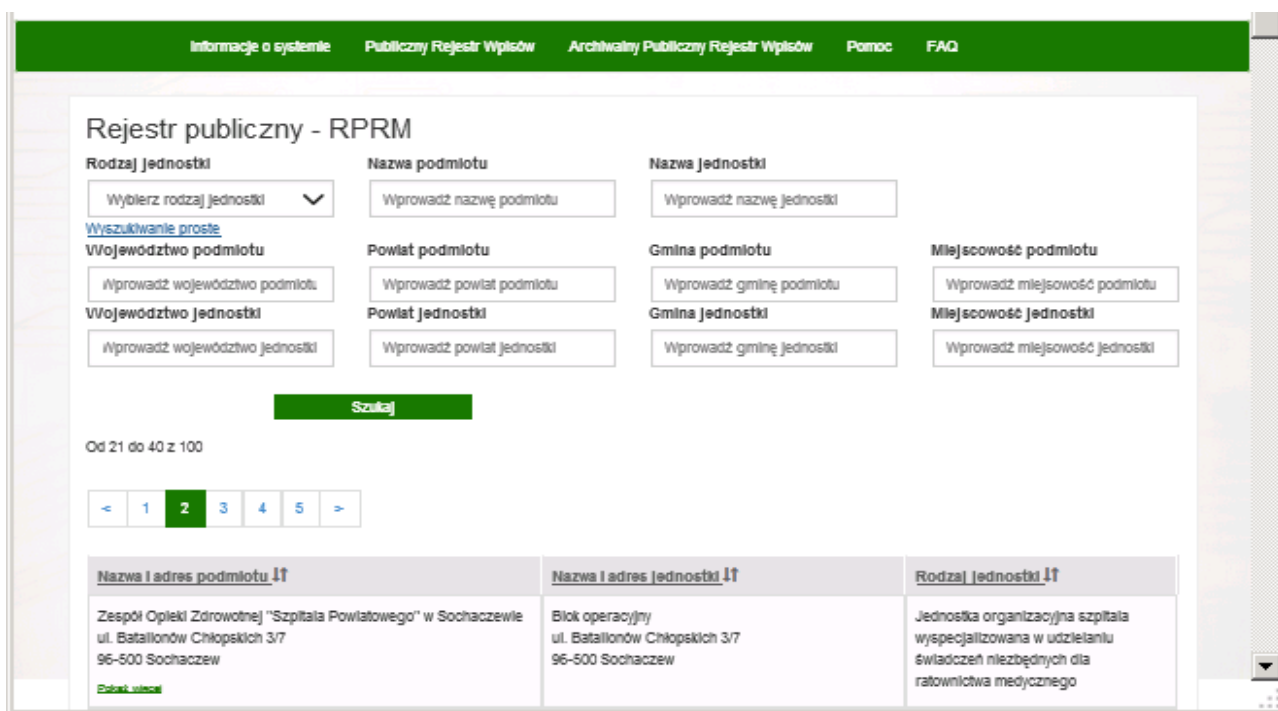 Informacje o systemie Publiczny Rejestr Wpisów Archiwalny Publiczny Rejestr Wpisów Pomoc FAQ
Rejestr publiczny - RPRM
Rodzaj jednostki Nazwa podmiotu Nazwa jednostki
Wybierz rodzaj jednostki Wprowadź nazwę podmiotu Wprowadź nazwę jednostki
Wyszukiwanie proste
Województwo podmiotu Powiat podmiotu Gmina podmiotu Miejscowość podmiotu
Wprowadź województwo podmiotu Wprowadź powiat podmiotu Wprowadź gminę podmiotu Wprowadź miejsowość podmiotu
Województwo jednostki Powiat jednostki Gmina jednostki Miejscowość jednostki
Wprowadź województwo jednostki Wprowadź powiat jednostki Wprowadź gminę jednostki Wprowadź miejsowość jednostki
Szukaj
Od 21 do 40 z 100
< 1 2 3 4 5 >
Nazwa i adres podmiotu Nazwa i adres jednostki Rodzaj jednostki
Zespół Opieki Zdrowotnej "Szpitala Powiatowego" w Sochaczewie Blok operacyjny Jednostka organizacyjna szpitala
ul. Batalionów Chłopskich 3/7 ul. Batalionów Chłopskich 3/7 wyspecjalizowana w udzielaniu
96-500 Sochaczew 96-500 Sochaczew świadczeń niezbędnych dla
Pokaż więcej ratownictwa medycznego